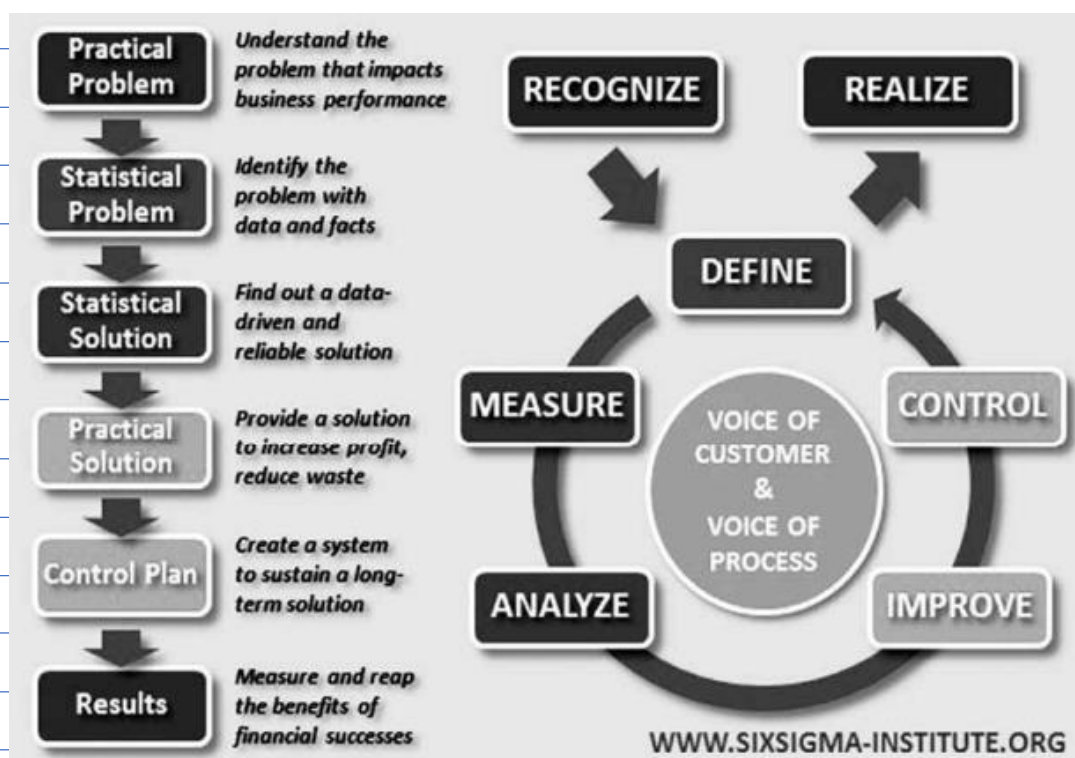 Practical
Problem
Understand the
problem that impacts
business performance
Statistical
Problem
Identify the
problem with
data and facts
Statistical
Solution
Find out a data-
driven and
reliable solution
Practical
Solution
Provide a solution
to increase profit,
reduce waste
Control Plan
Create a system
to sustain a long-
term solution
Results
Measure and reap
the benefits of
financial successes
RECOGNIZE
REALIZE
DEFINE
MEASURE
CONTROL
VOICE OF
CUSTOMER
&
VOICE OF
PROCESS
ANALYZE
IMPROVE
WWW.SIXSIGMA-INSTITUTE.ORG